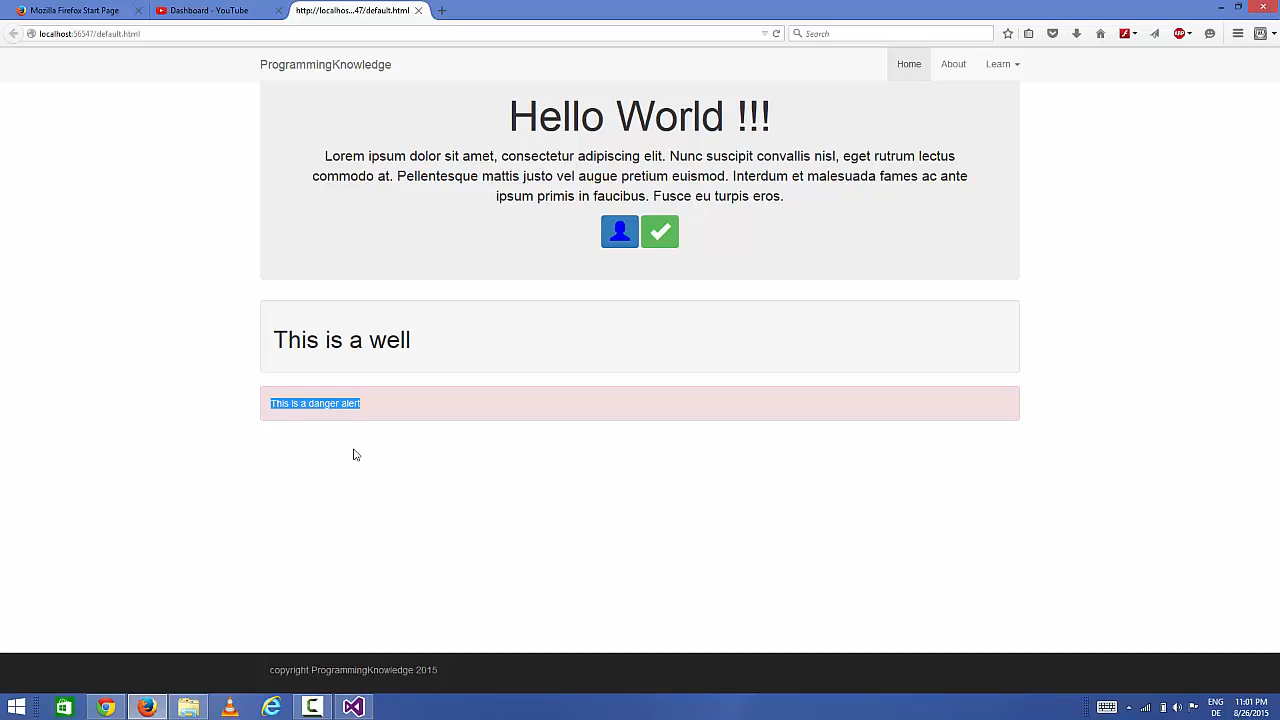 Mozilla Firefox Start Page
Dashboard - YouTube
http://localhos...47/default.html
localhost:56547/default.html
Search
ABP
ProgrammingKnowledge
Home
About
Learn
Hello World !!!
Lorem ipsum dolor sit amet, consectetur adipiscing elit. Nunc suscipit convallis nisl, eget rutrum lectus
commodo at. Pellentesque mattis justo vel augue pretium euismod. Interdum et malesuada fames ac ante
ipsum primis in faucibus. Fusce eu turpis eros.
This is a well
This is a danger alert
copyright ProgrammingKnowledge 2015
ENG
11:01 PM
DE
8/26/2015